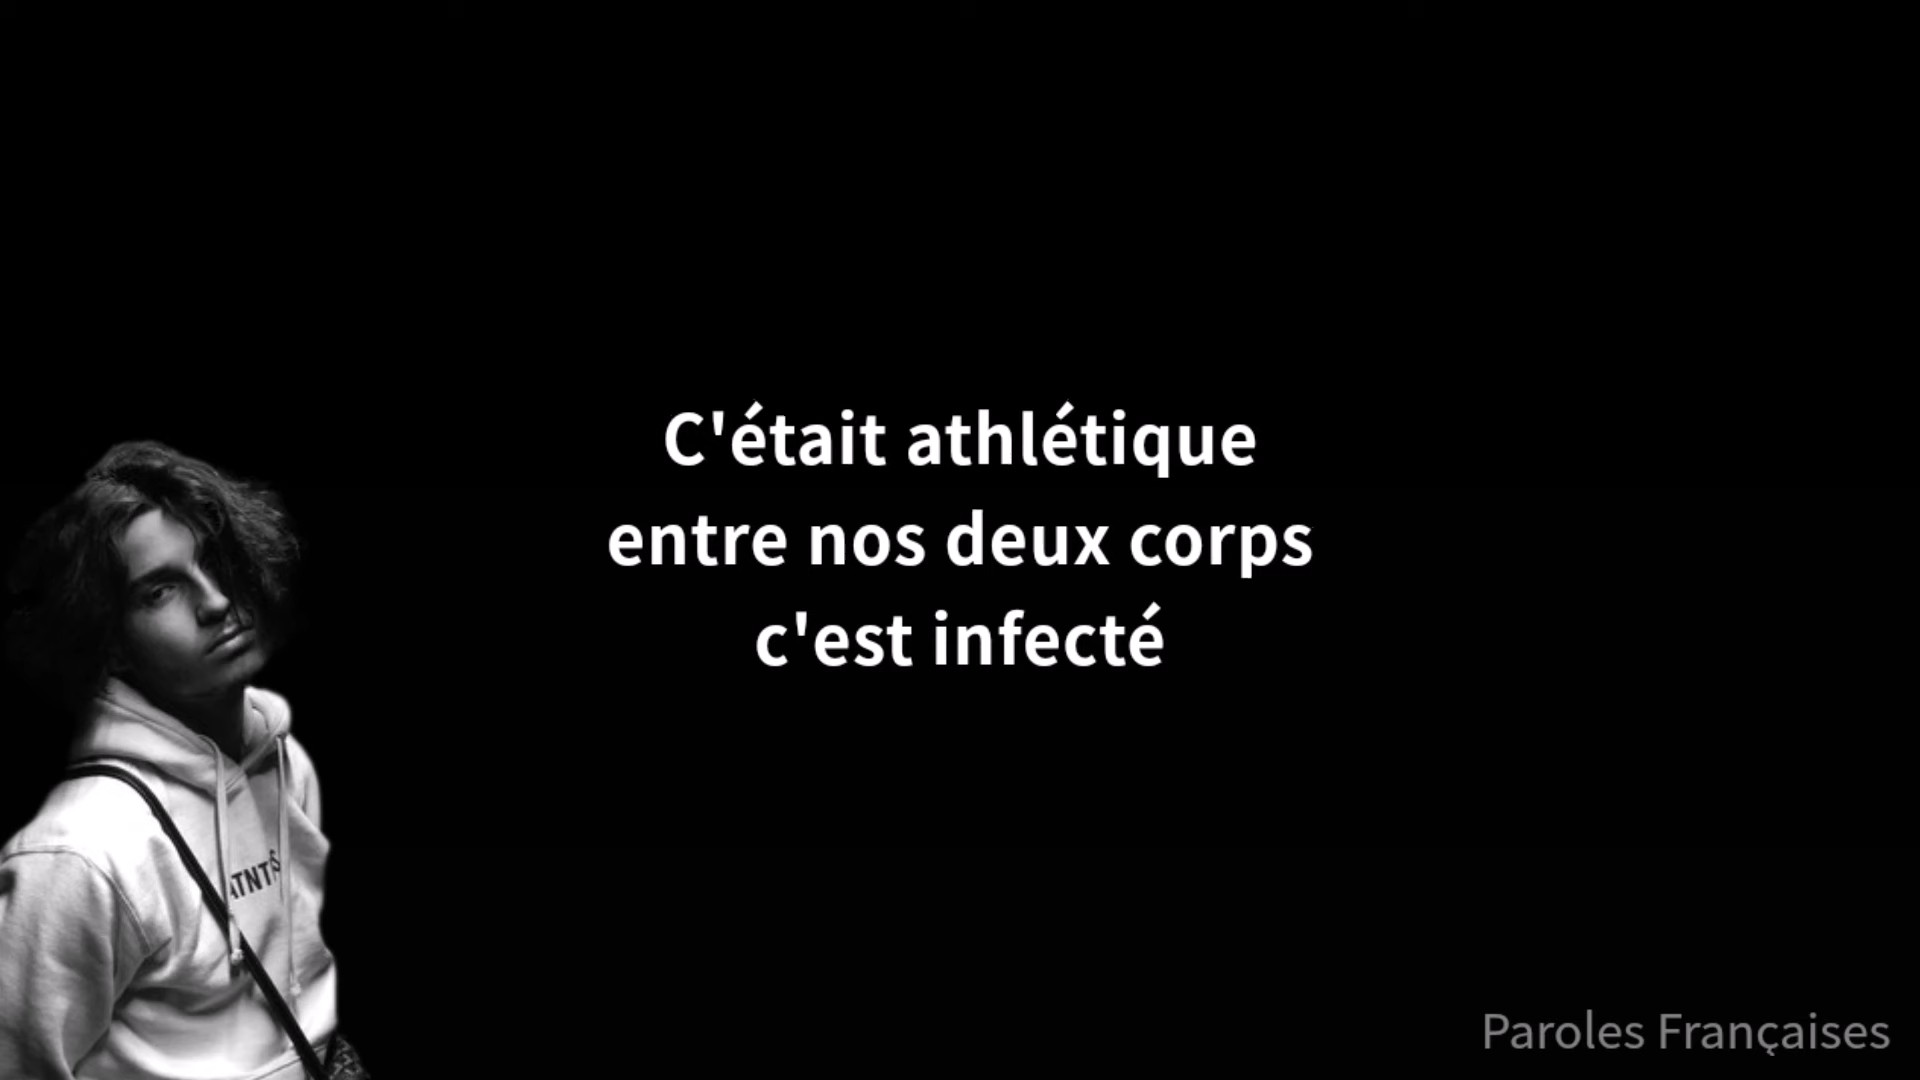 C'était athlétique
entre nos deux corps
c'est infecté
Paroles Françaises